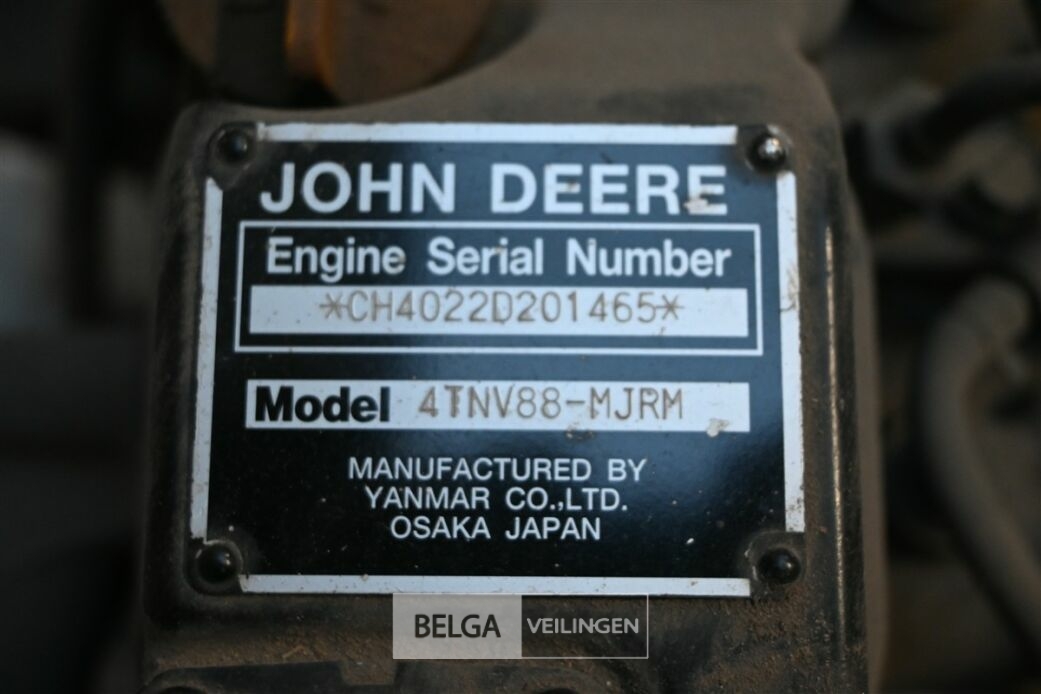 JOHN DEERE
Engine Serial Number
*CH4022D201465*
Model 4TNV88-MJRM
MANUFACTURED BY
YANMAR CO.,LTD.
OSAKA JAPAN
BELGA VEILINGEN